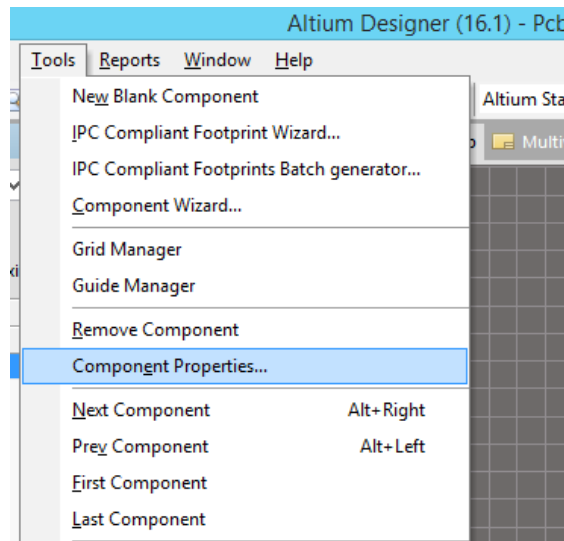 Altium Designer (16.1) - Pcb
Tools Reports Window Help
New Blank Component
Altium Sta
IPC Compliant Footprint Wizard...
Multi
IPC Compliant Footprints Batch generator...
Component Wizard...
Grid Manager
Guide Manager
Remove Component
Component Properties...
Next Component Alt+Right
Prev Component Alt+Left
First Component
Last Component